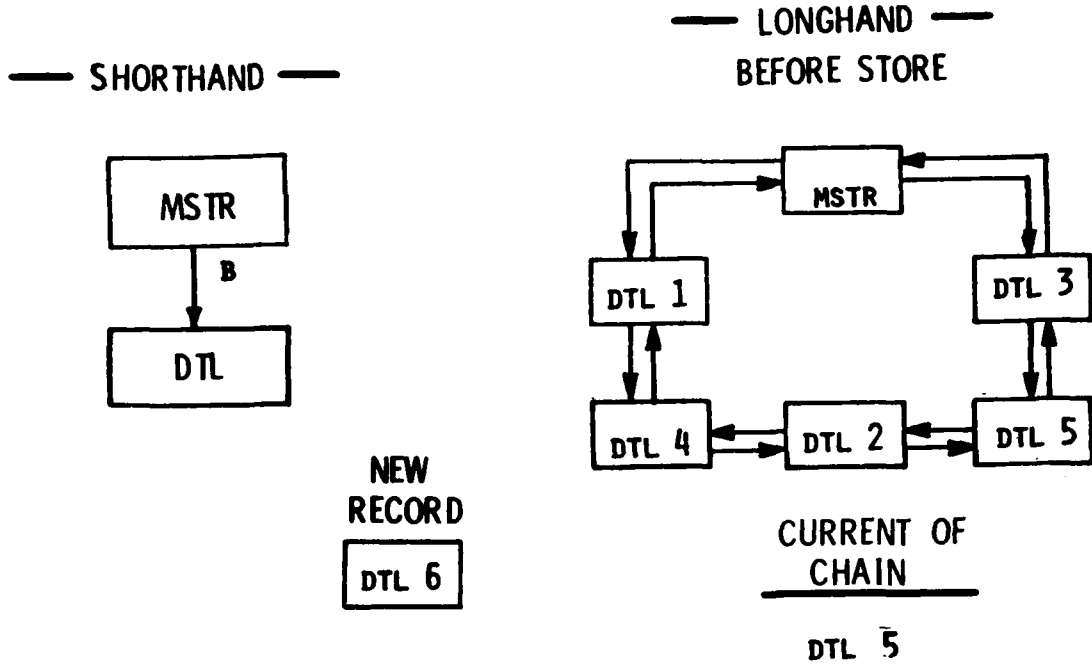 SHORTHAND
MSTR
B
DTL
NEW
RECORD
DTL 6
LONGHAND
BEFORE STORE
MSTR
DTL 1
DTL 3
DTL 4
DTL 2
DTL 5
CURRENT OF
CHAIN
DTL 5